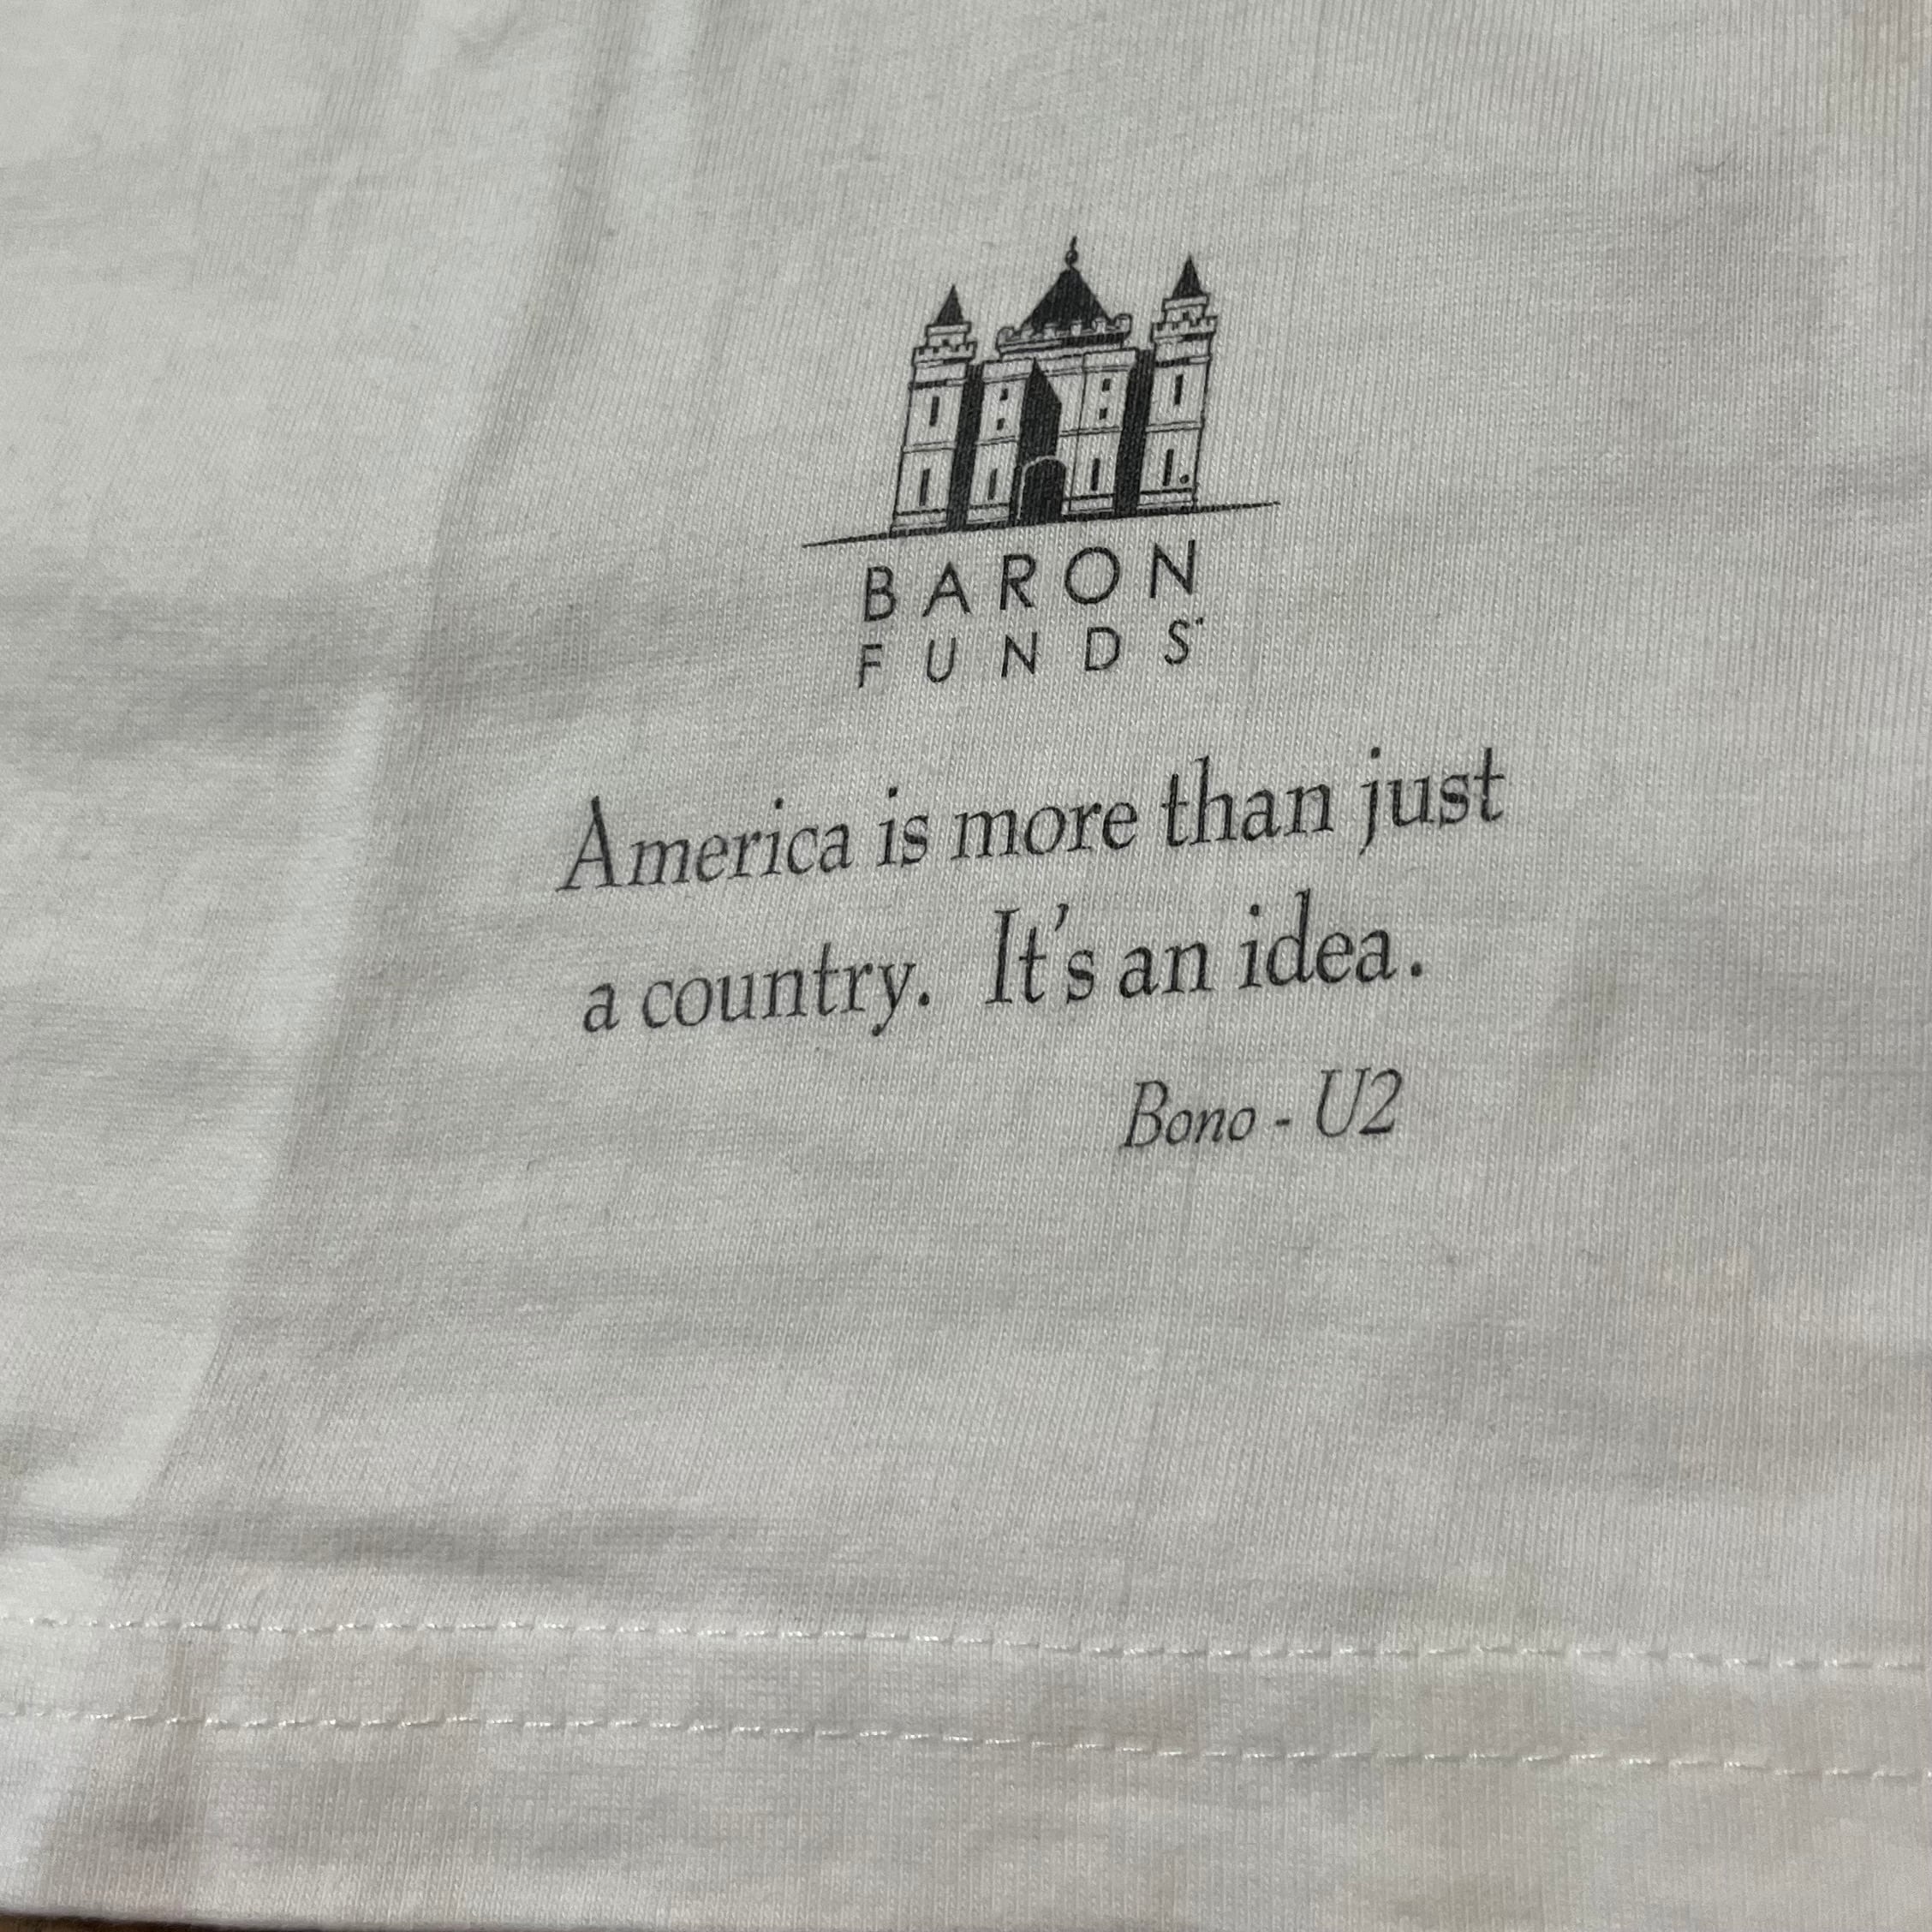 BARON
FUNDS
America is more than just
a country. It's an idea.
Bono - U2